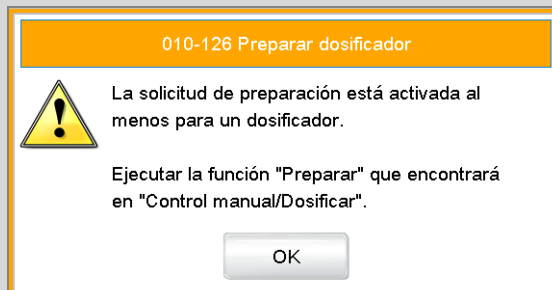 010-126 Preparar dosificador
La solicitud de preparación está activada al
menos para un dosificador.
Ejecutar la función "Preparar" que encontrará
en "Control manual/Dosificar".
OK